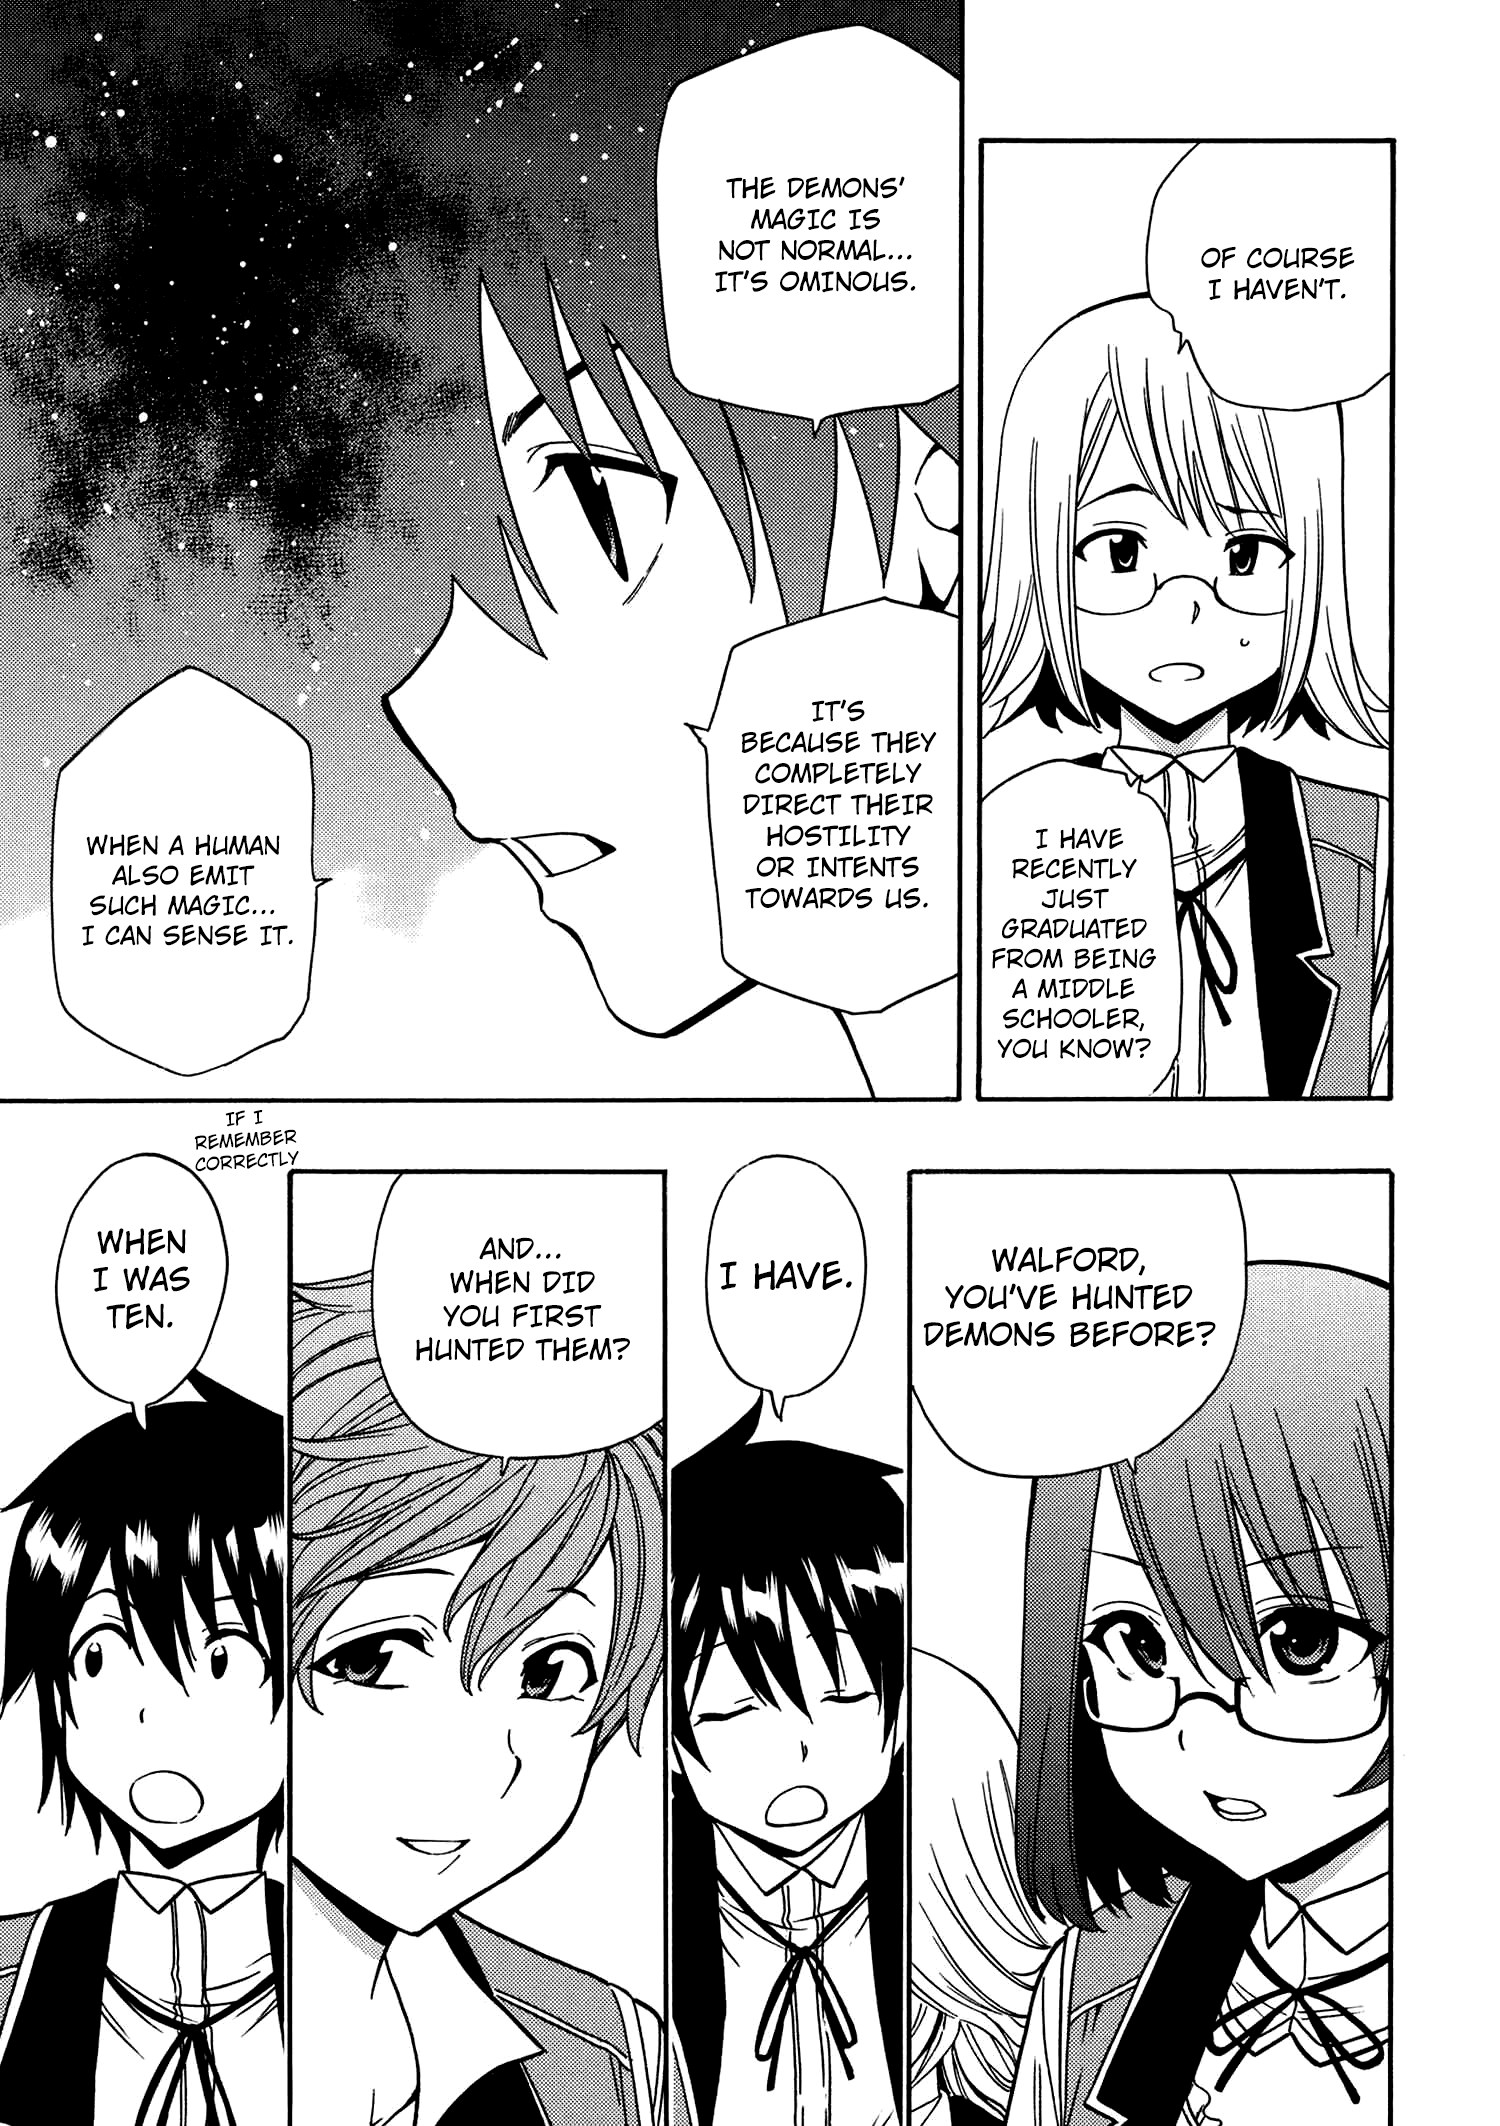 OF COURSE
I HAVEN'T.
I HAVE
RECENTLY
JUST
GRADUATED
FROM BEING
A MIDDLE
SCHOOLER,
YOU KNOW?
THE DEMONS'
MAGIC IS
NOT NORMAL...
IT'S OMINOUS.
IT'S
BECAUSE THEY
COMPLETELY
DIRECT THEIR
HOSTILITY
OR INTENTS
TOWARDS US.
WHEN A HUMAN
ALSO EMIT
SUCH MAGIC...
I CAN SENSE IT.
WALFORD,
YOU'VE HUNTED
DEMONS BEFORE?
I HAVE.
AND...
WHEN DID
YOU FIRST
HUNTED THEM?
WHEN
I WAS
TEN.
IF I
REMEMBER
CORRECTLY